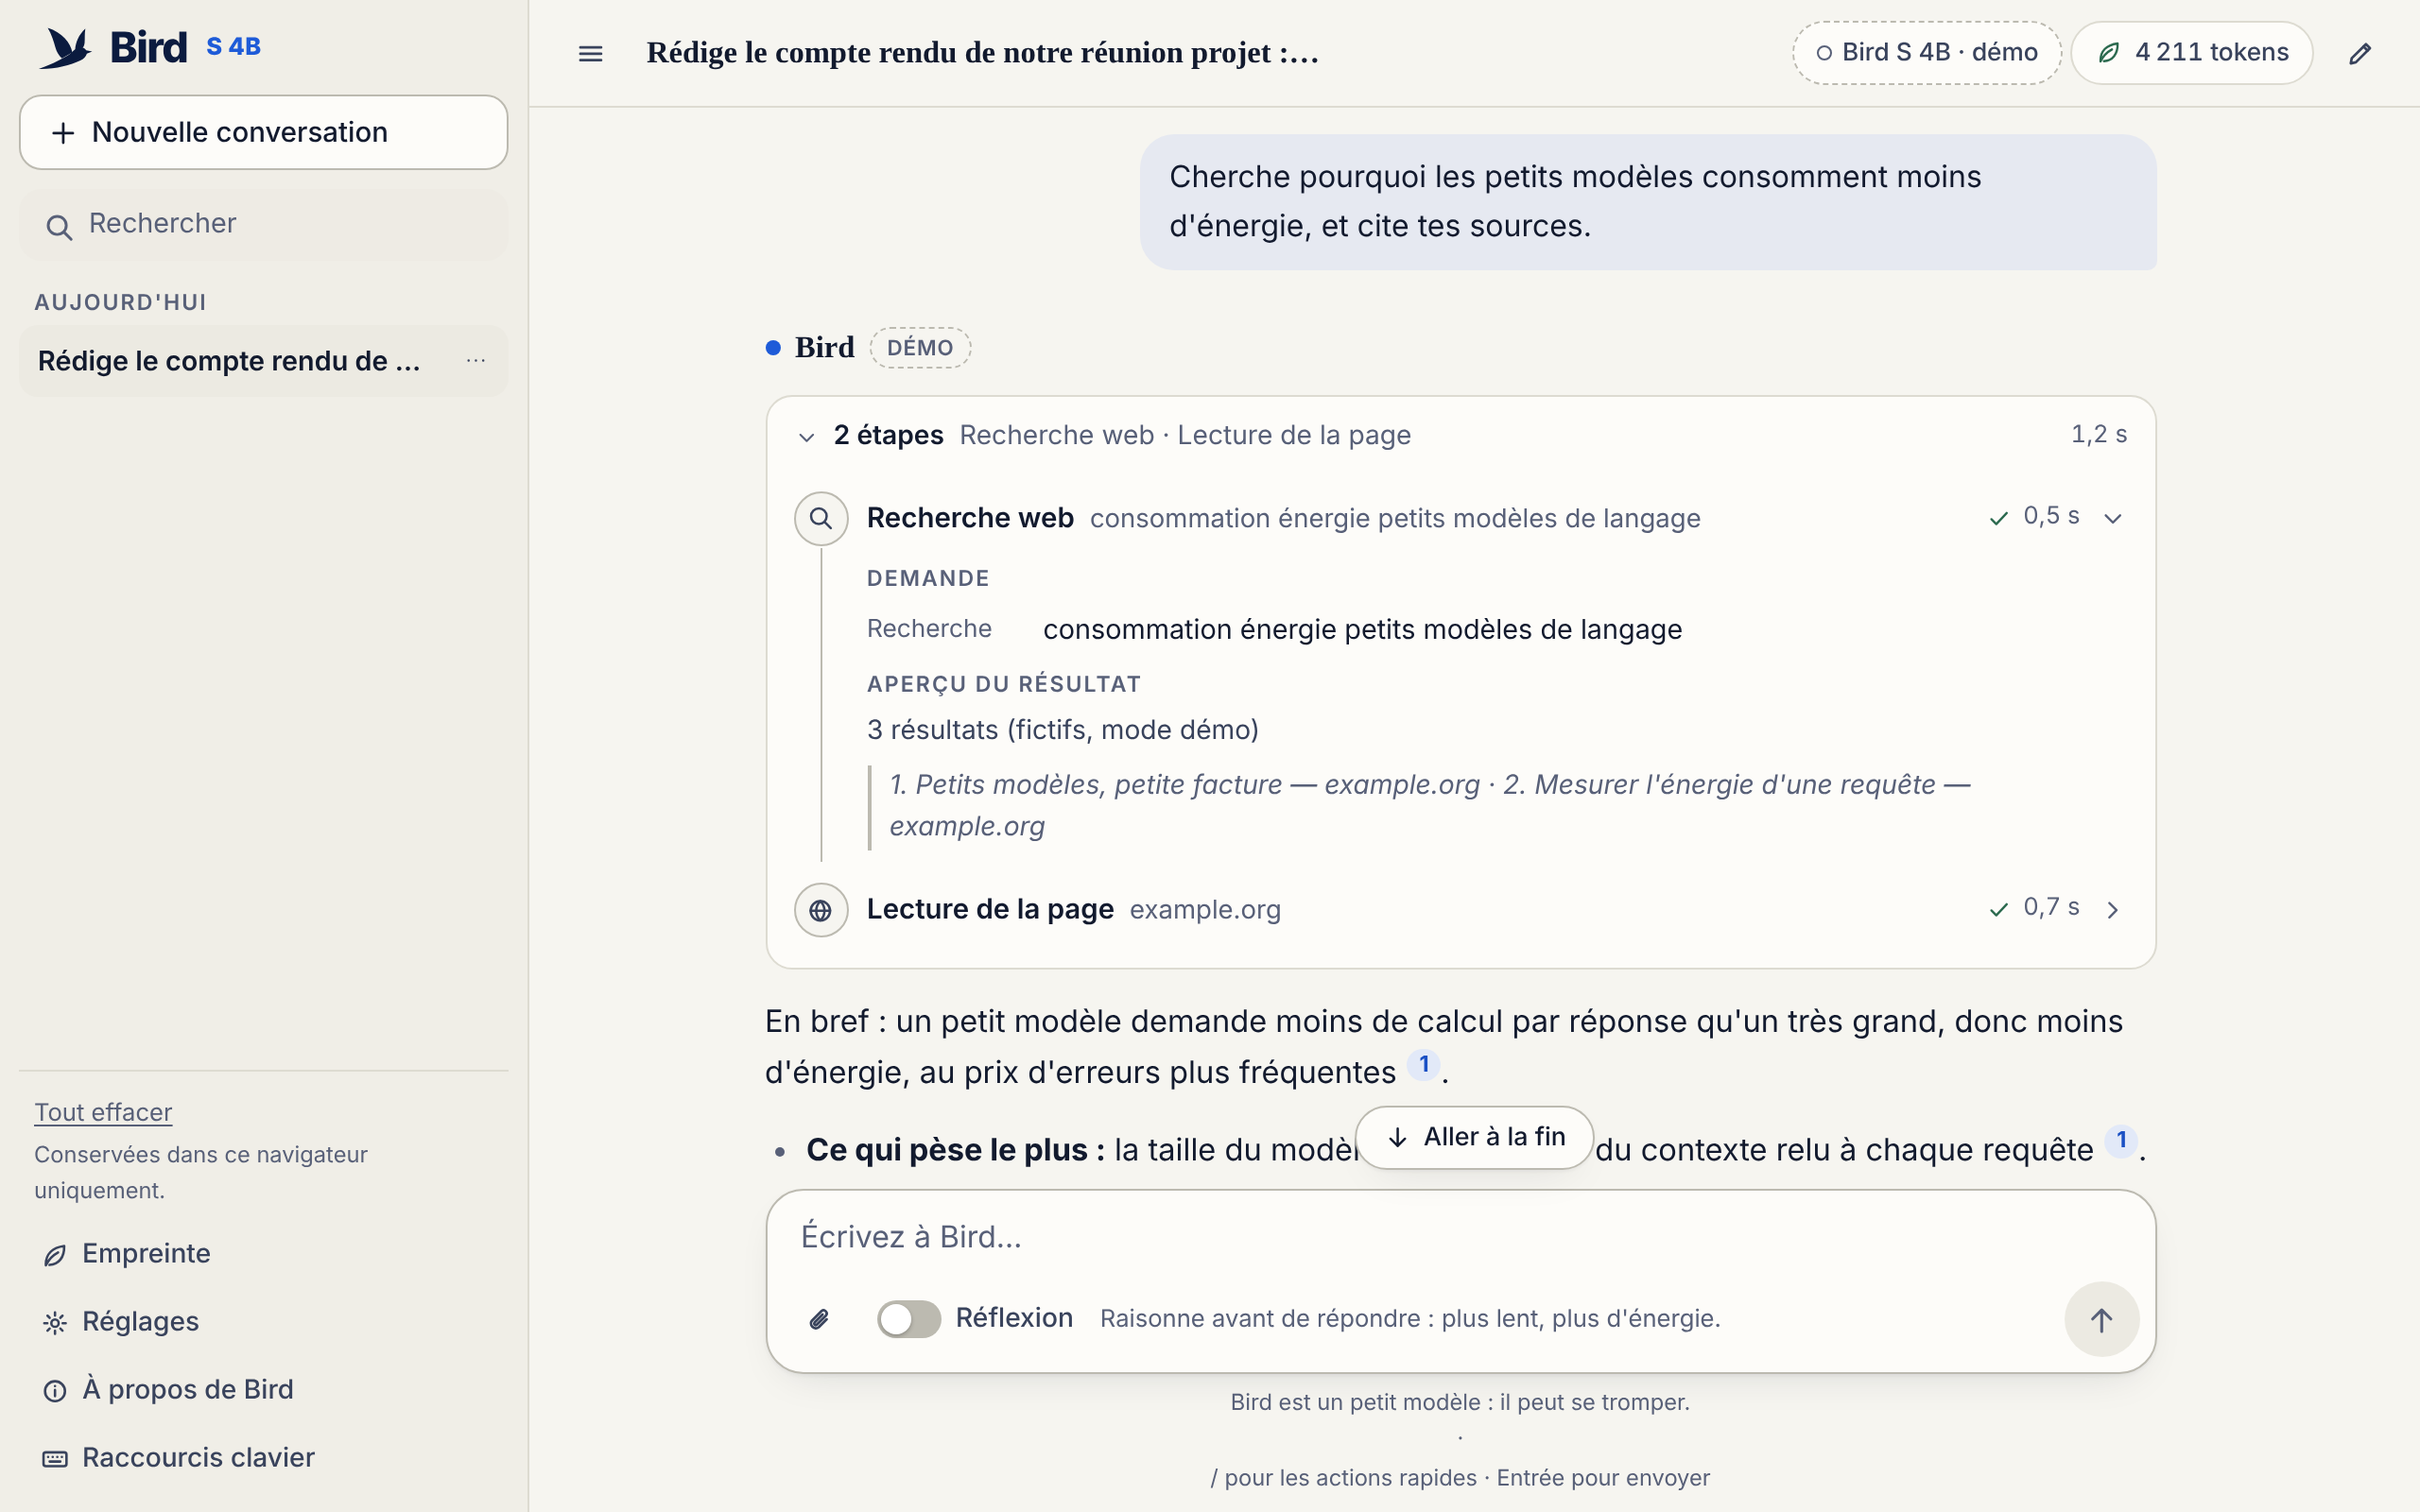 Bird S 4B
Nouvelle conversation
Rechercher
AUJOURD'HUI
Rédige le compte rendu de ...
Tout effacer
Conservées dans ce navigateur
uniquement.
Empreinte
Réglages
À propos de Bird
Raccourcis clavier
Rédige le compte rendu de notre réunion projet :...
Bird S 4B · démo
4 211 tokens
Cherche pourquoi les petits modèles consomment moins
d'énergie, et cite tes sources.
Bird DÉMO
2 étapes Recherche web · Lecture de la page 1,2 s
Recherche web consommation énergie petits modèles de langage 0,5 s
DEMANDE
Recherche consommation énergie petits modèles de langage
APERÇU DU RÉSULTAT
3 résultats (fictifs, mode démo)
1. Petits modèles, petite facture — example.org · 2. Mesurer l'énergie d'une requête —
example.org
Lecture de la page example.org 0,7 s
En bref : un petit modèle demande moins de calcul par réponse qu'un très grand, donc moins
d'énergie, au prix d'erreurs plus fréquentes 1.
• Ce qui pèse le plus : la taille du du contexte relu à chaque requête 1.
Aller à la fin
Écrivez à Bird...
Réflexion Raisonne avant de répondre : plus lent, plus d'énergie.
Bird est un petit modèle : il peut se tromper.
·
/ pour les actions rapides · Entrée pour envoyer